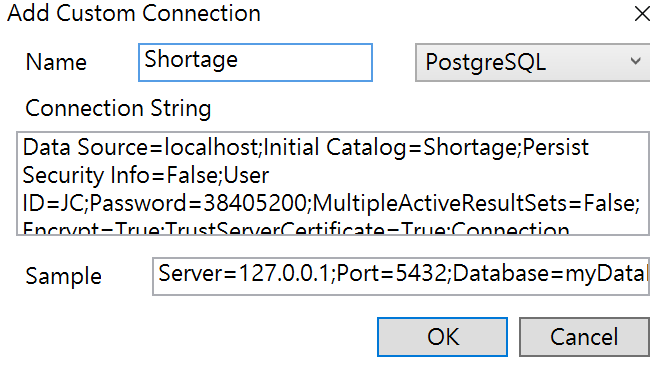 Add Custom Connection
Name
Shortage
PostgreSQL
Connection String
Data Source=localhost;Initial Catalog=Shortage;Persist
Security Info=False;User
ID=JC;Password=38405200;MultipleActiveResultSets=False;
Encrypt=True;TrustServerCertificate=True;Connection
Sample
Server=127.0.0.1;Port=5432;Database=myData
OK
Cancel